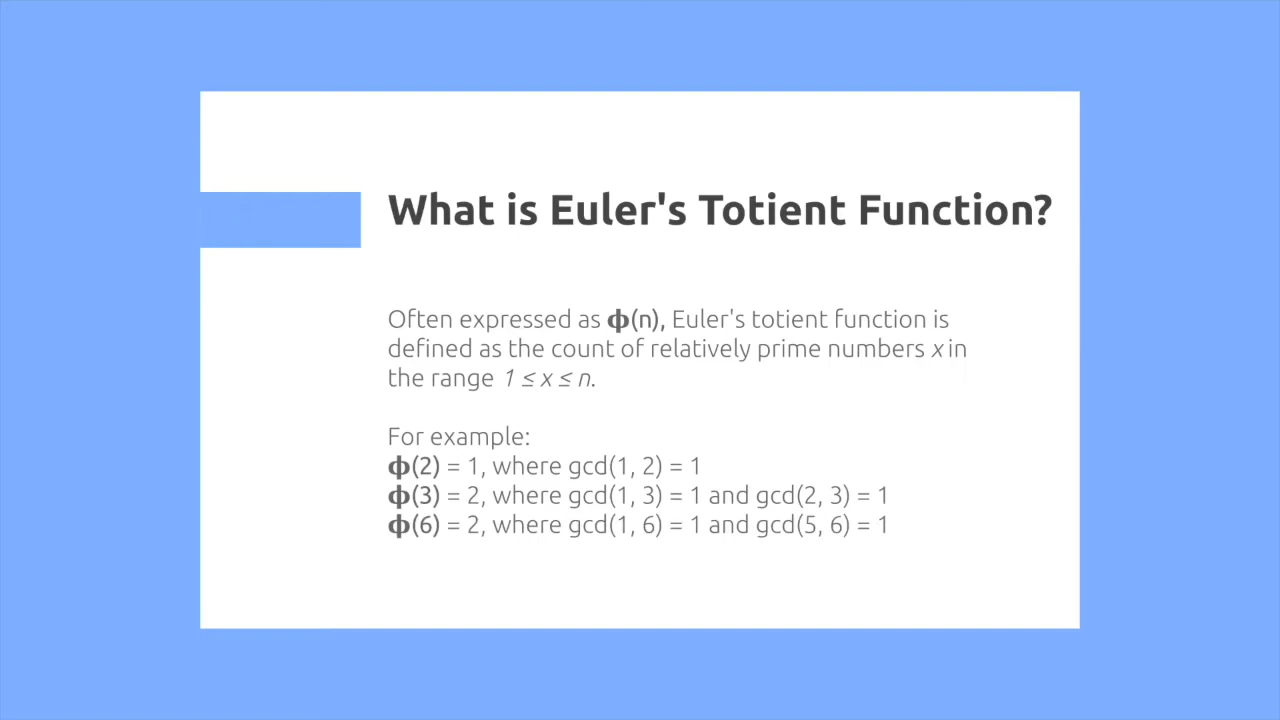 What is Euler's Totient Function?
Often expressed as ϕ(n), Euler's totient function is
defined as the count of relatively prime numbers x in
the range 1 ≤ x ≤ n.
For example:
ϕ(2) = 1, where gcd(1, 2) = 1
ϕ(3) = 2, where gcd(1, 3) = 1 and gcd(2, 3) = 1
ϕ(6) = 2, where gcd(1, 6) = 1 and gcd(5, 6) = 1